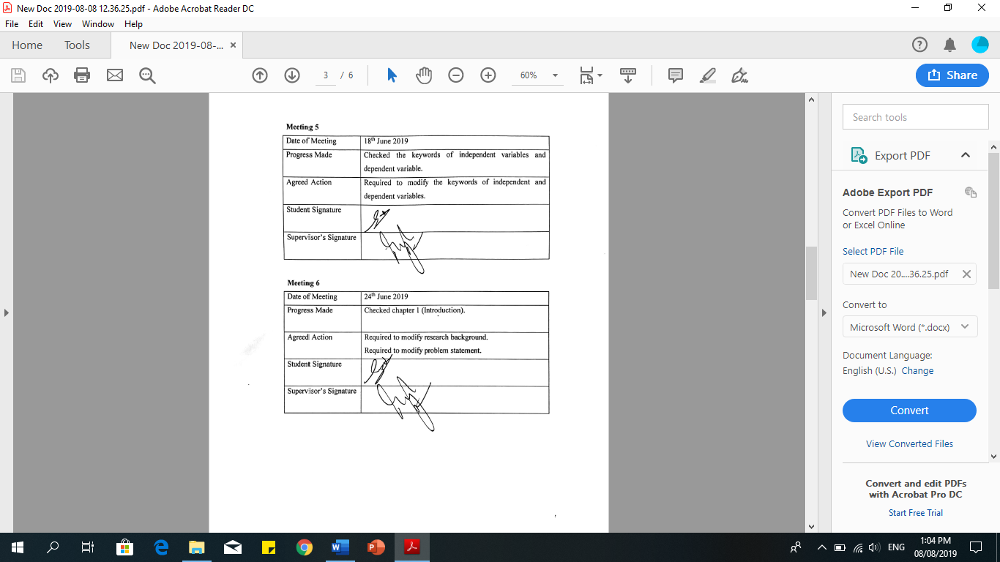 New Doc 2019-08-08 12.36.25.pdf - Adobe Acrobat Reader DC
File Edit View Window Help
Home Tools New Doc 2019-08-...
3 / 6 60% Share
Meeting 5
Date of Meeting 18th June 2019
Progress Made Checked the keywords of independent variables and
dependent variable.
Agreed Action Required to modify the keywords of independent and
dependent variables.
Student Signature
Supervisor's Signature
Meeting 6
Date of Meeting 24th June 2019
Progress Made Checked chapter 1 (Introduction).
Agreed Action Required to modify research background.
Required to modify problem statement.
Student Signature
Supervisor's Signature
Search tools
Export PDF
Adobe Export PDF
Convert PDF Files to Word
or Excel Online
Select PDF File
New Doc 20....36.25.pdf
Convert to
Microsoft Word (*.docx)
Document Language:
English (U.S.) Change
Convert
View Converted Files
Convert and edit PDFs
with Acrobat Pro DC
Start Free Trial
ENG
1:04 PM
08/08/2019